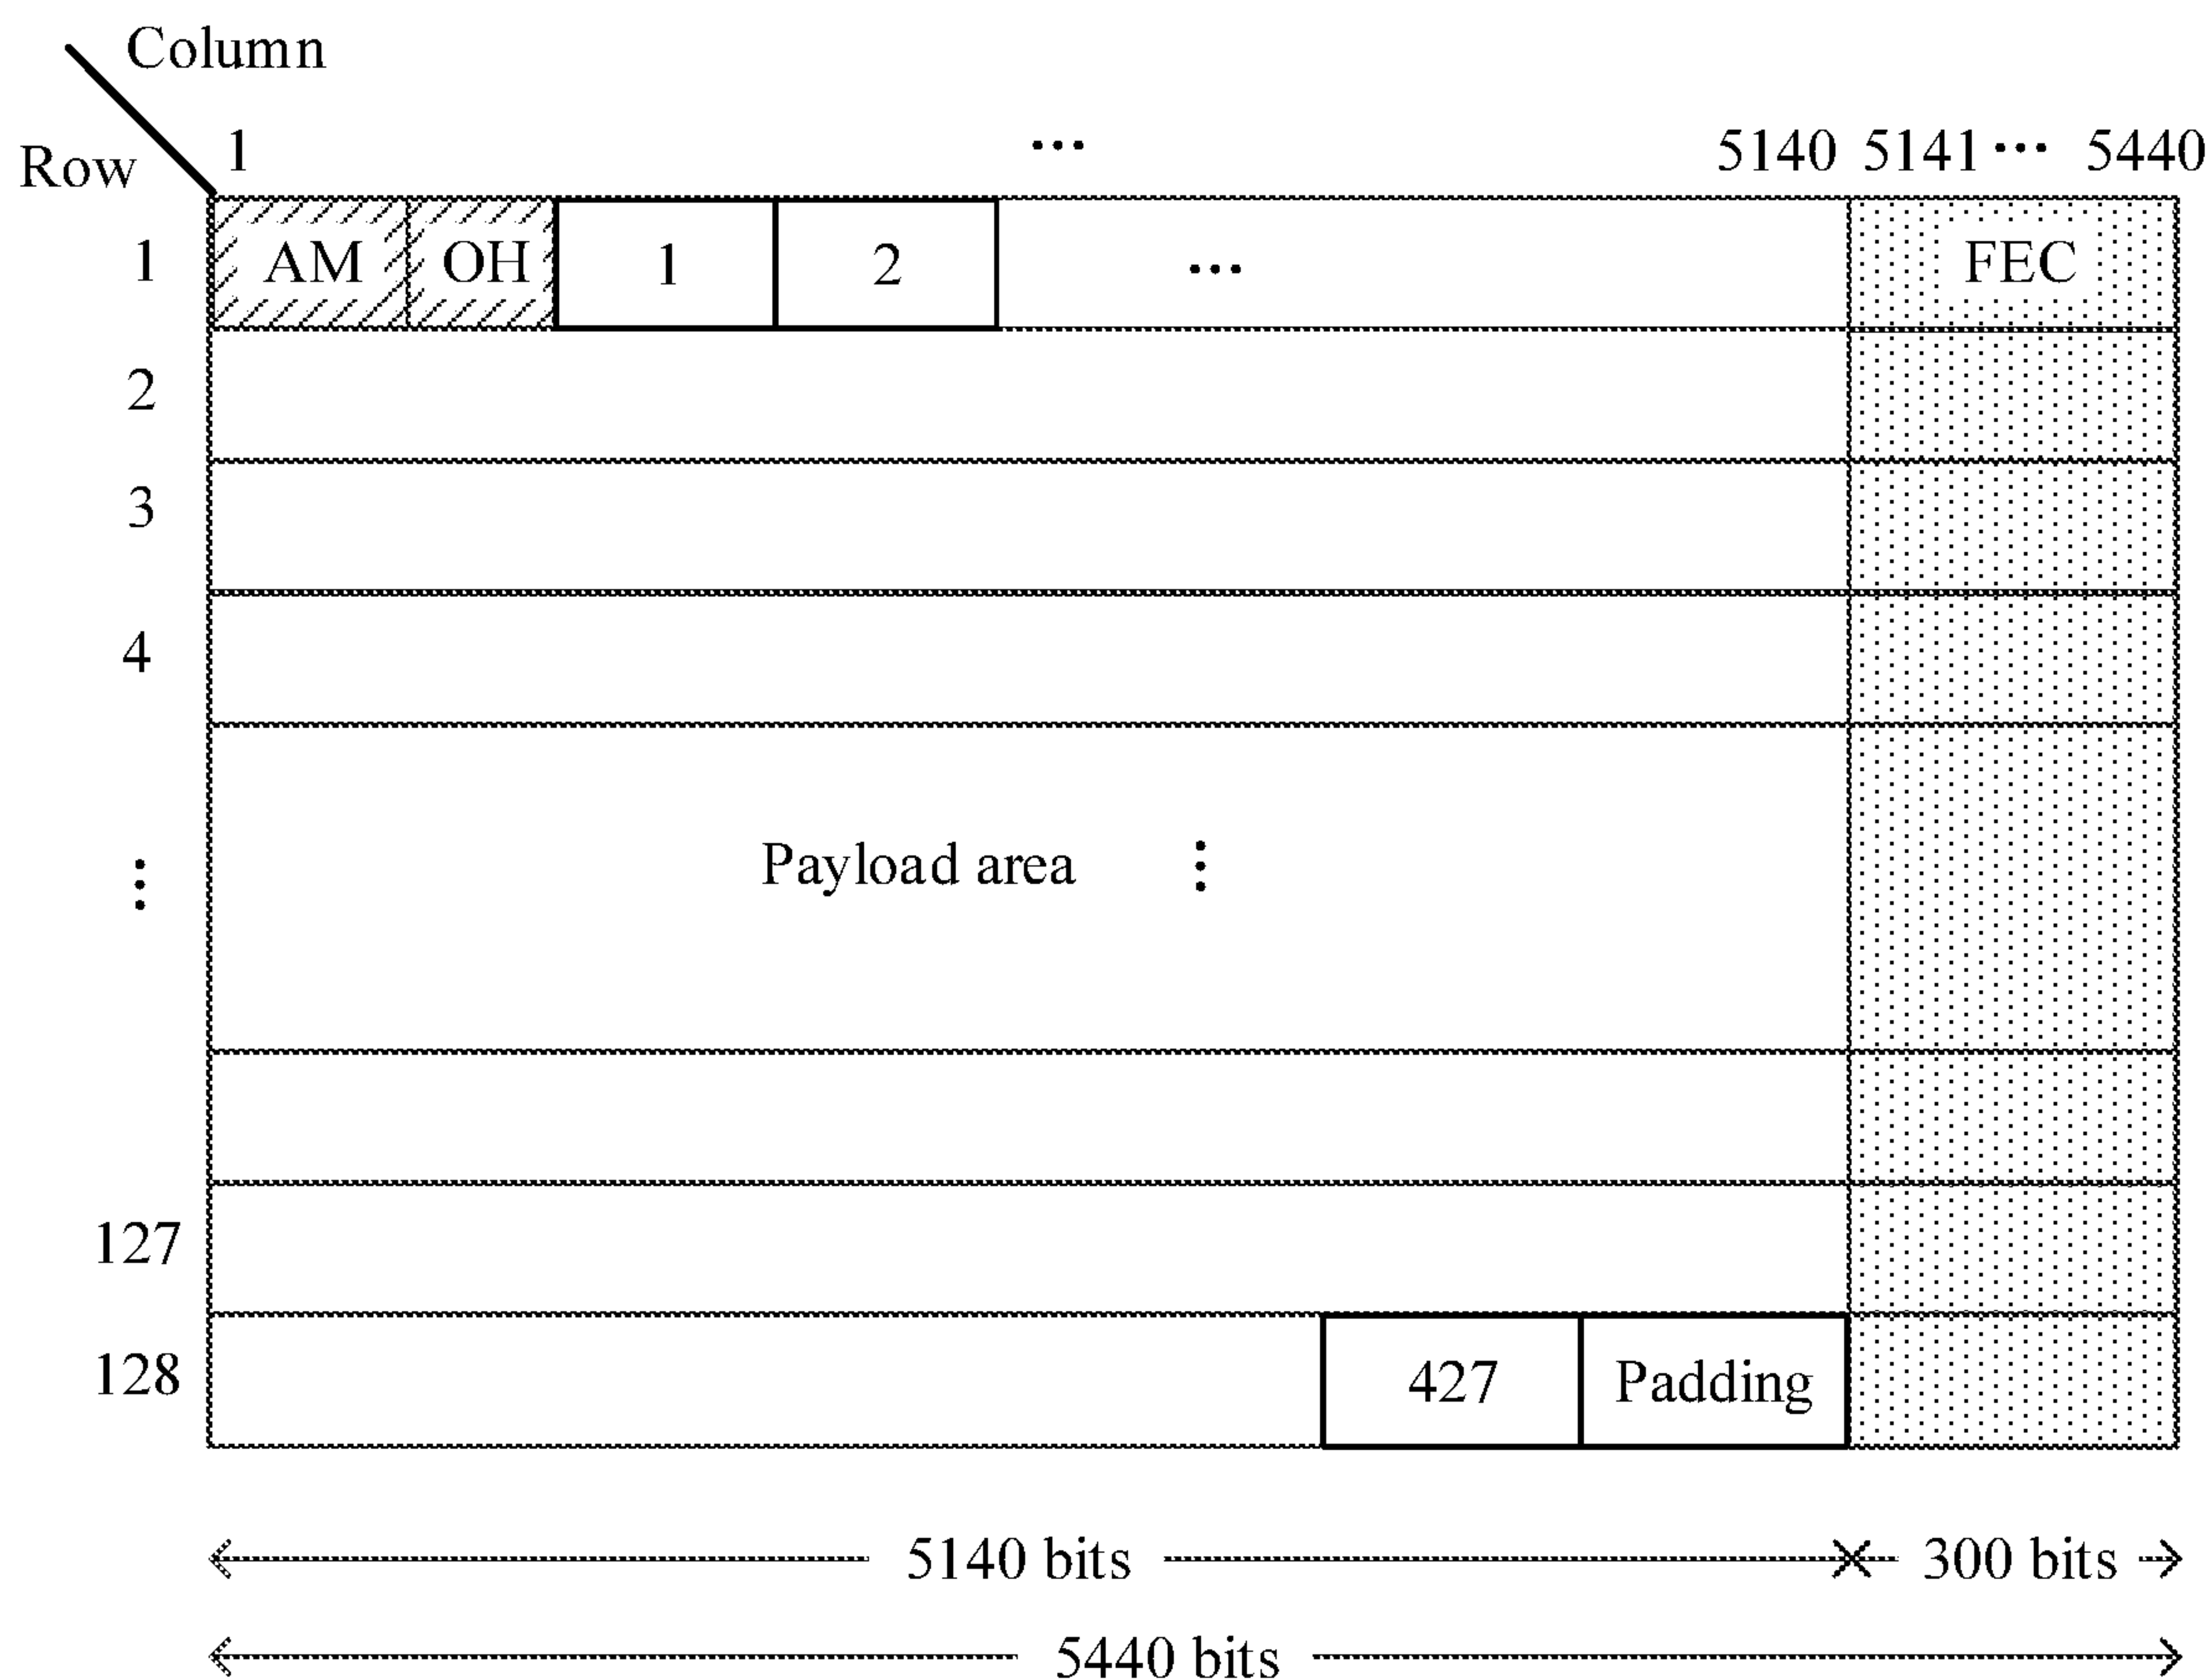 Column
Row
1 ... 5140 5141 ... 5440
1 AM OH 1 2 ... FEC
2
3
4
Payload area
127
128 427 Padding
5140 bits 300 bits
5440 bits